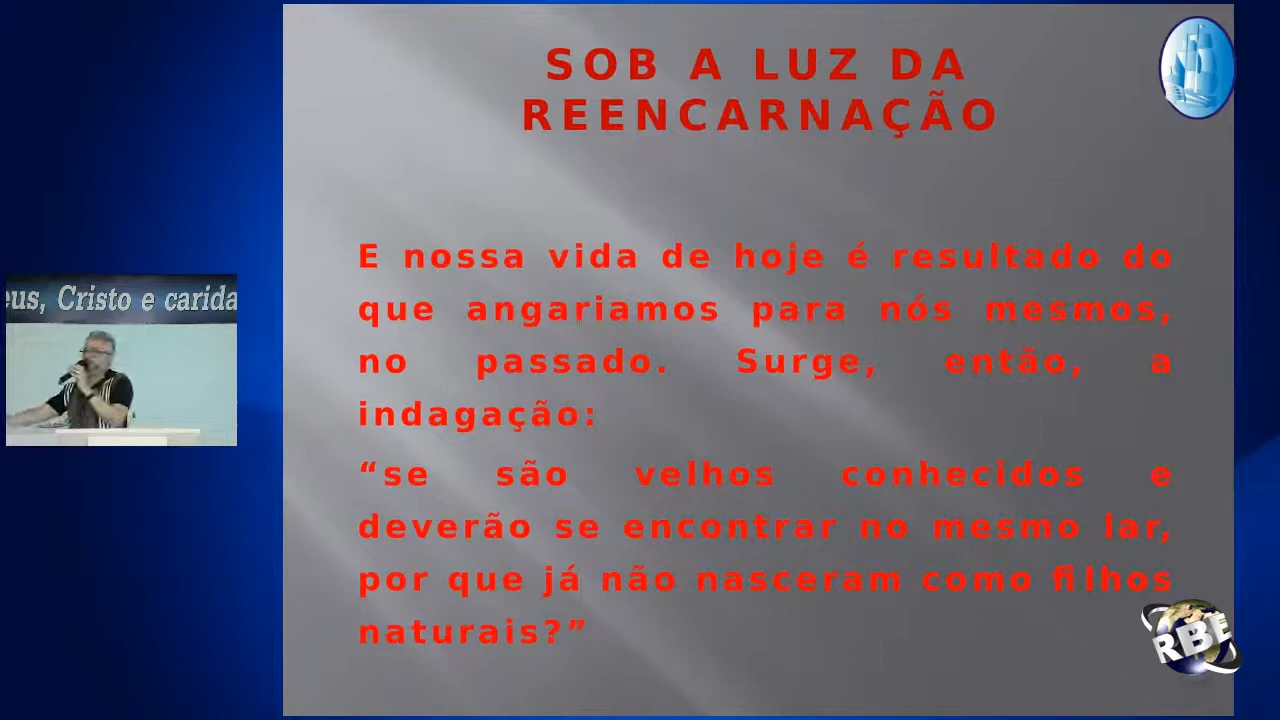 SOB A LUZ DA
REENCARNAÇÃO
E nossa vida de hoje é resultado do
que angariamos para nós mesmos,
no passado. Surge, então, a
indagação:
“se são velhos conhecidos e
deverão se encontrar no mesmo lar,
por que já não nasceram como filhos
naturais?”
eus, Cristo e carida
RBE